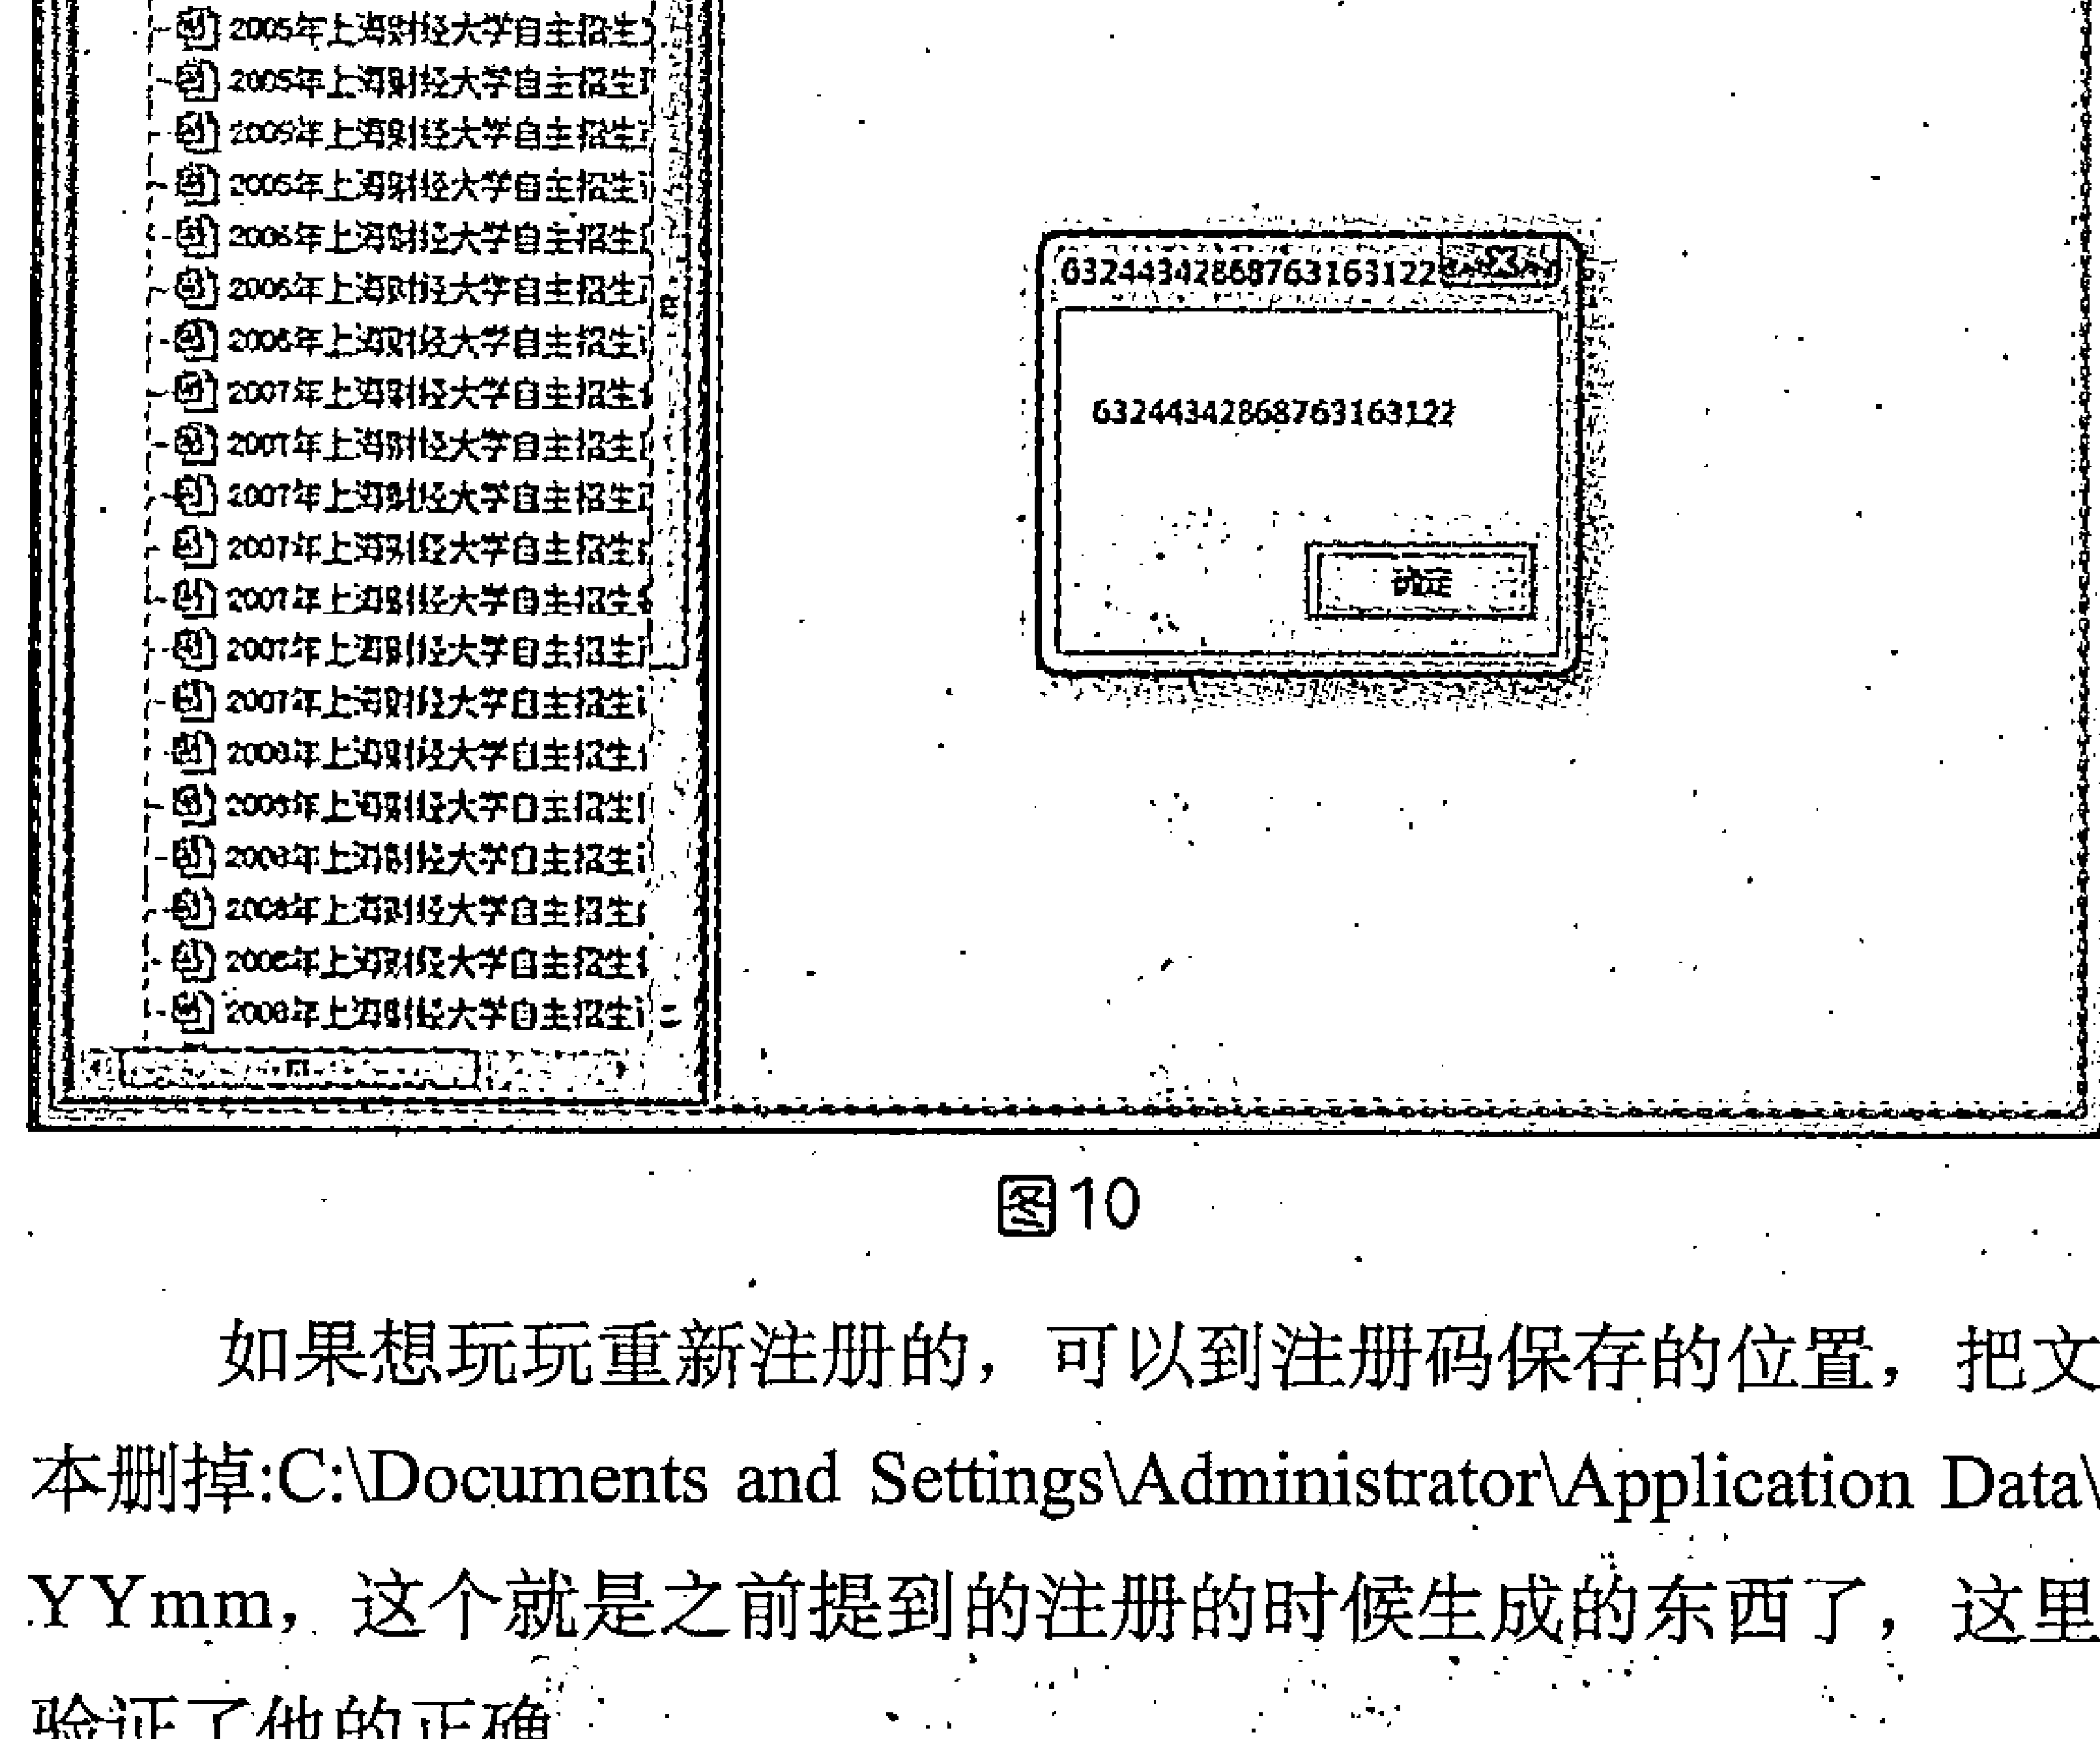 2005年上海财经大学自主招生
2005年上海财经大学自主招生
2005年上海财经大学自主招生
2006年上海财经大学自主招生
2006年上海财经大学自主招生
2006年上海财经大学自主招生
2006年上海财经大学自主招生
2007年上海财经大学自主招生
2007年上海财经大学自主招生
2007年上海财经大学自主招生
2007年上海财经大学自主招生
2007年上海财经大学自主招生
2007年上海财经大学自主招生
2007年上海财经大学自主招生
2008年上海财经大学自主招生
2008年上海财经大学自主招生
2008年上海财经大学自主招生
2008年上海财经大学自主招生
2008年上海财经大学自主招生
2008年上海财经大学自主招生
63244342868763163122
63244342868763163122
确定
图10
如果想玩玩重新注册的，可以到注册码保存的位置，把文
本删掉:C:\Documents and Settings\Administrator\Application Data\
YYmm，这个就是之前提到的注册的时候生成的东西了，这里
验证了他的正确